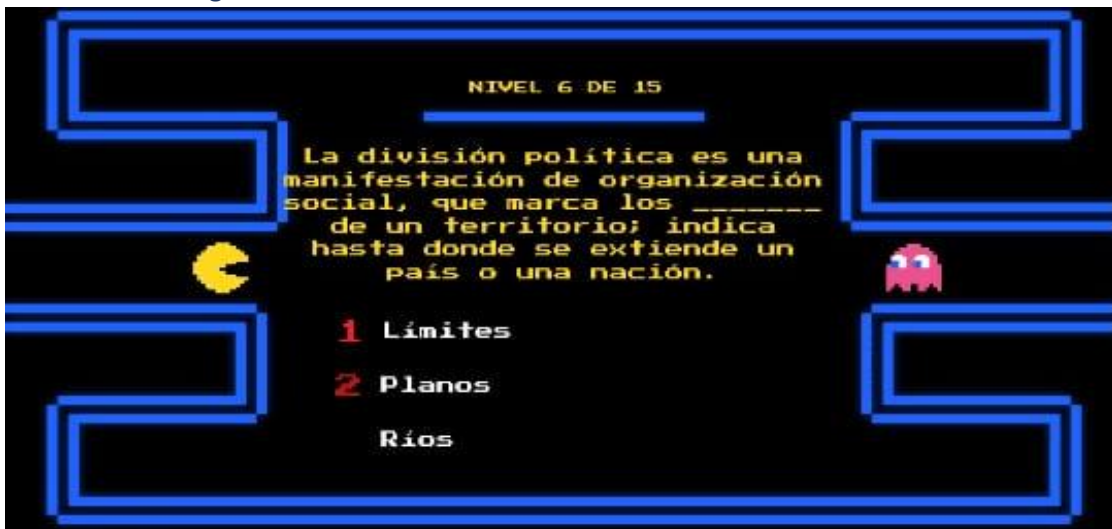 NIVEL 6 DE 15
La división política es una
manifestación de organización
social, que marca los _______
de un territorio; indica
hasta donde se extiende un
país o una nación.
1 Límites
2 Planos
Ríos